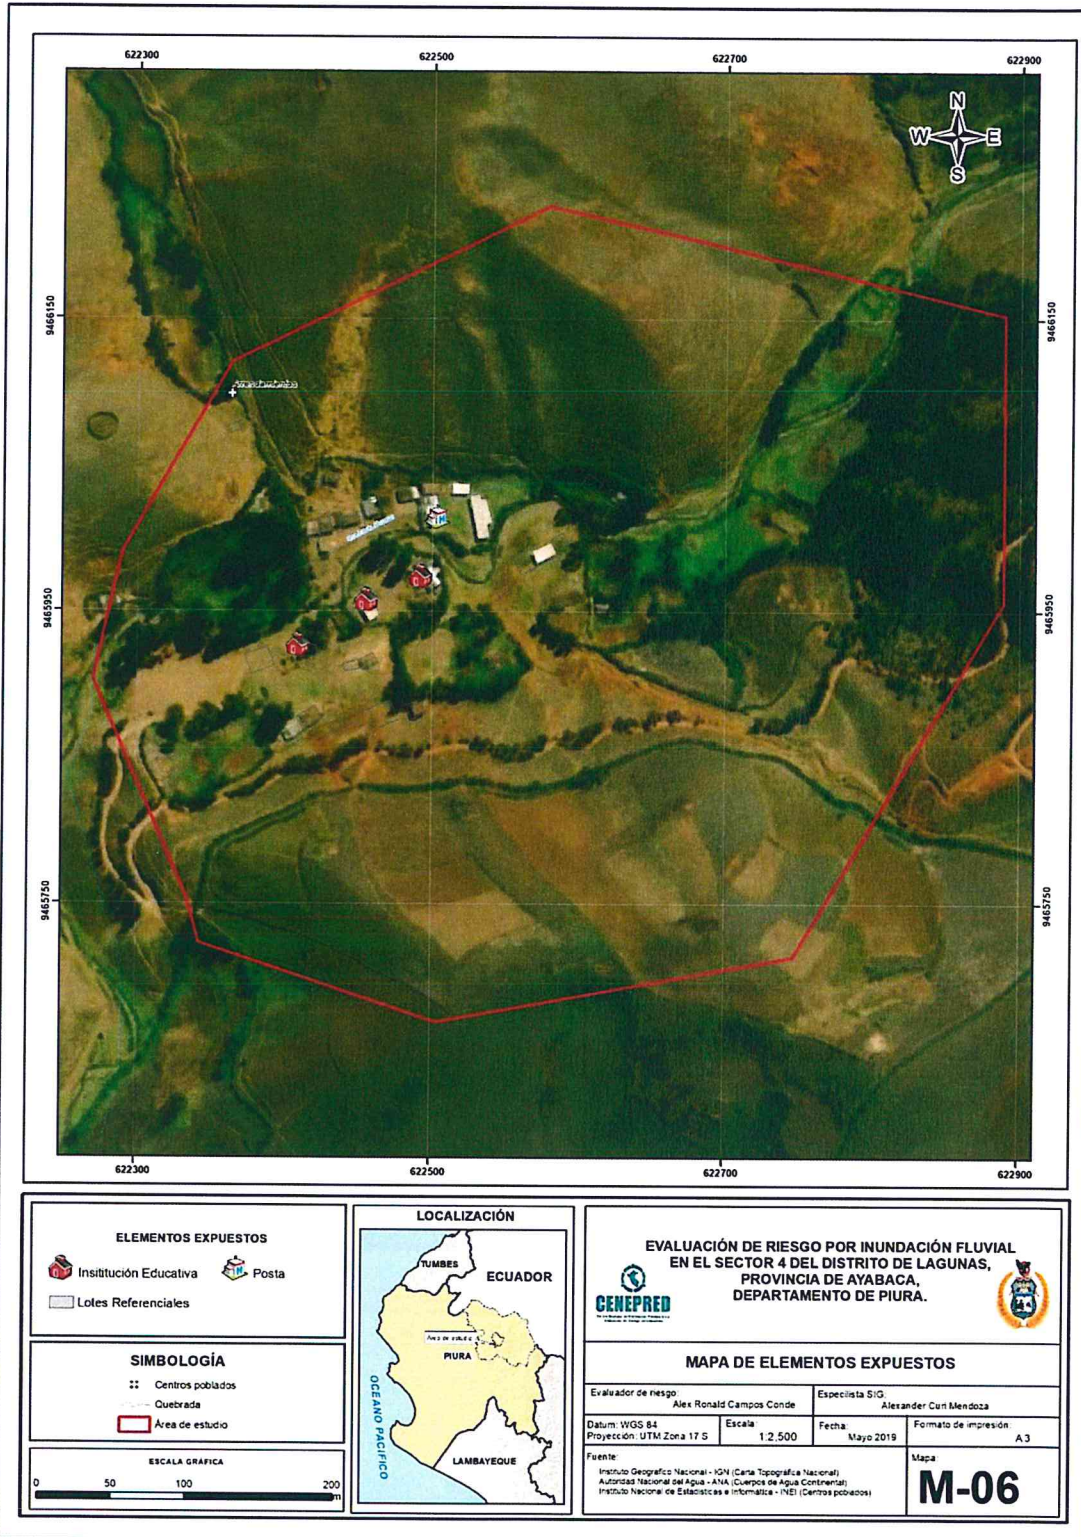 622300
622500
622700
622900
N
W
E
S
9466150
9466150
9465950
9465950
9465750
9465750
622300
622500
622700
622900
ELEMENTOS EXPUESTOS
Insititución Educativa
Posta
Lotes Referenciales
SIMBOLOGÍA
Centros poblados
Quebrada
Área de estudio
ESCALA GRÁFICA
0
50
100
200
m
LOCALIZACIÓN
TUMBES
ECUADOR
Área de estudio
PIURA
OCEANO PACIFICO
LAMBAYEQUE
EVALUACIÓN DE RIESGO POR INUNDACIÓN FLUVIAL
EN EL SECTOR 4 DEL DISTRITO DE LAGUNAS,
PROVINCIA DE AYABACA,
DEPARTAMENTO DE PIURA.
CENEPRED
MAPA DE ELEMENTOS EXPUESTOS
Evaluador de riesgo:
Alex Ronald Campos Conde
Especilista SIG:
Alexander Curi Mendoza
Datum: WGS 84
Proyección: UTM Zona 17 S
Escala:
1:2,500
Fecha:
Mayo 2019
Formato de impresión:
A3
Fuente:
Instituto Geografico Nacional - IGN (Carta Topográfica Nacional)
Autoridad Nacional del Agua - ANA (Cuerpos de Agua Continental)
Instituto Nacional de Estadísticas e Informática - INEI (Centros poblados)
Mapa:
M-06